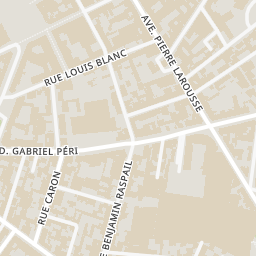 AVE. PIERRE LAROUSSE
RUE LOUIS BLANC
D. GABRIEL PÉRI
RUE CARON
E BENJAMIN RASPAIL